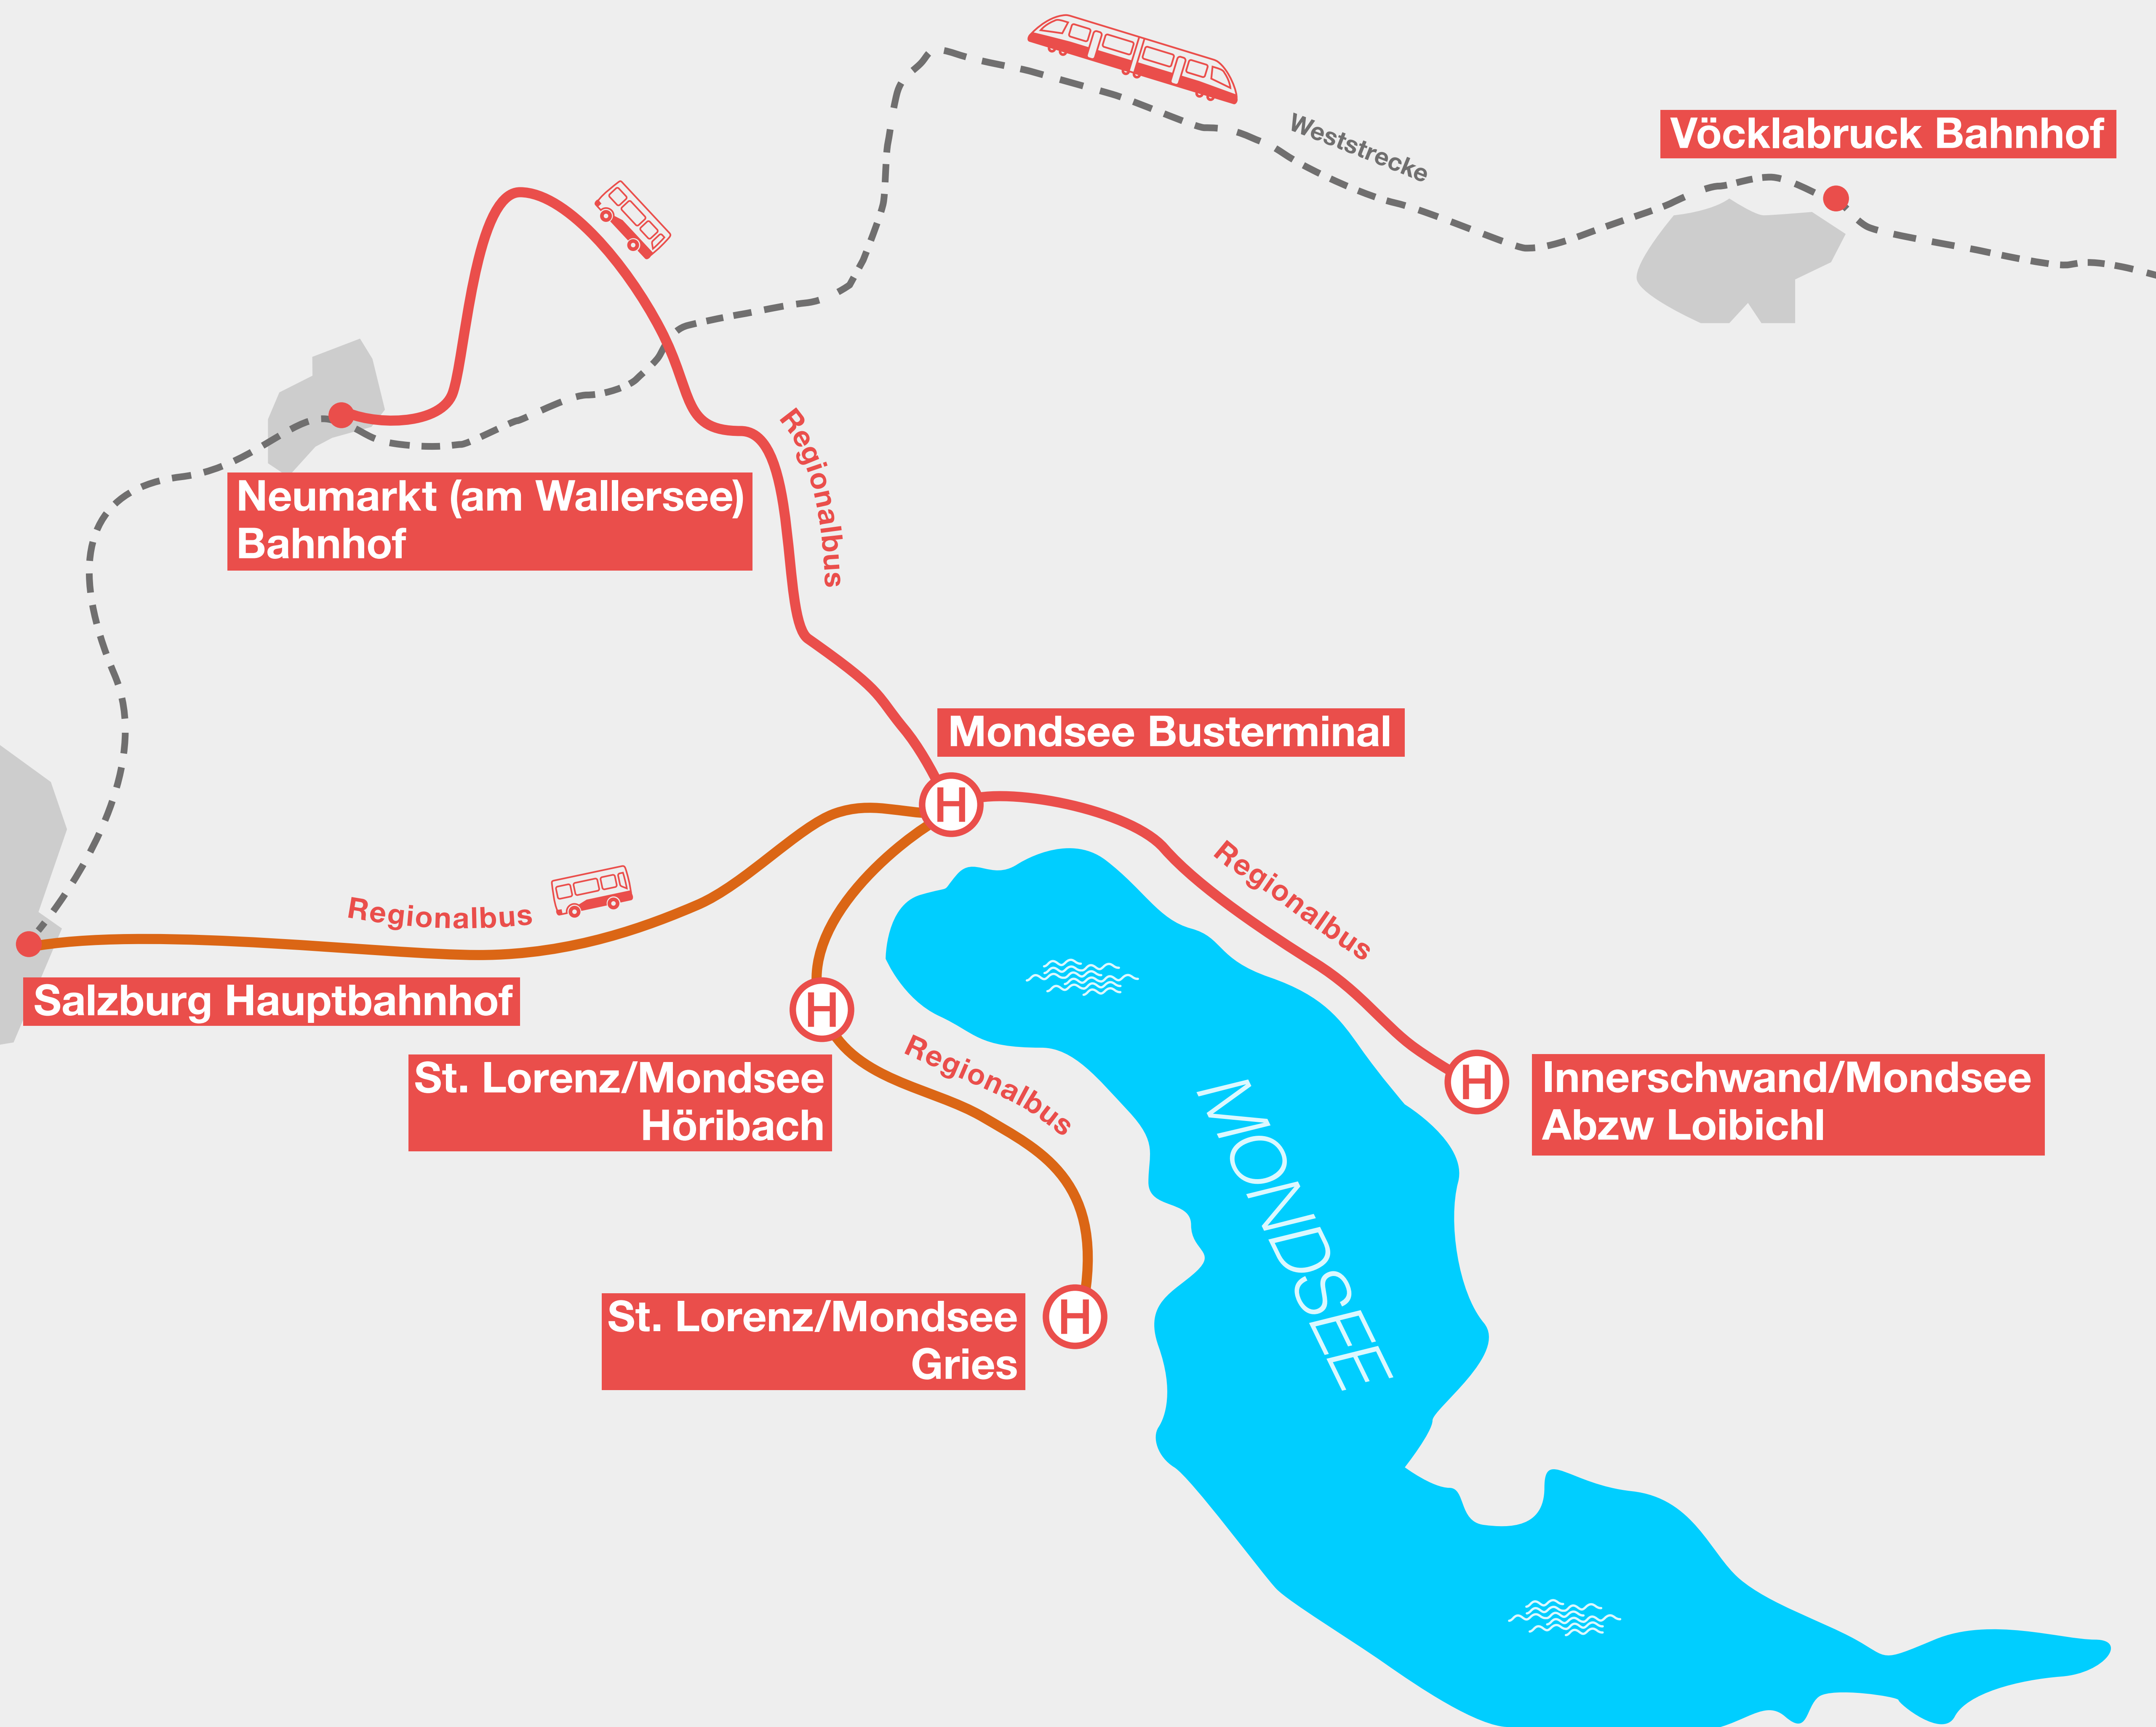 Weststrecke
Vöcklabruck Bahnhof
Regionalbus
Neumarkt (am Wallersee)
Bahnhof
Mondsee Busterminal
H
Regionalbus
Regionalbus
Salzburg Hauptbahnhof
H
Regionalbus
St. Lorenz/Mondsee
Höribach
H
Innerschwand/Mondsee
Abzw Loibichl
MONDSEE
St. Lorenz/Mondsee
Gries
H